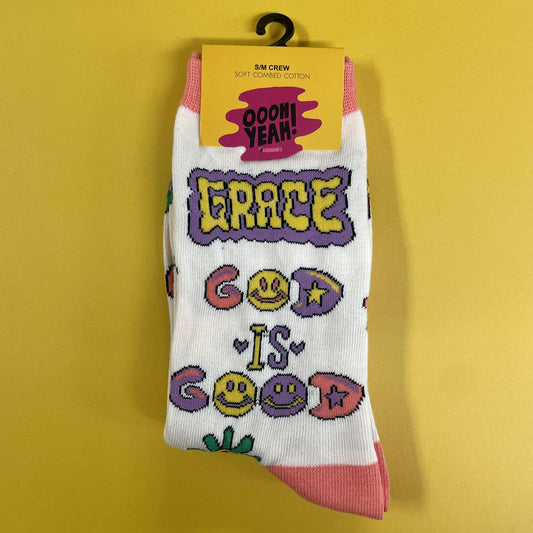 S/M CREW
SOFT COMBED COTTON
OOOH
YEAH!
GRACE
GOD
IS
GOOD